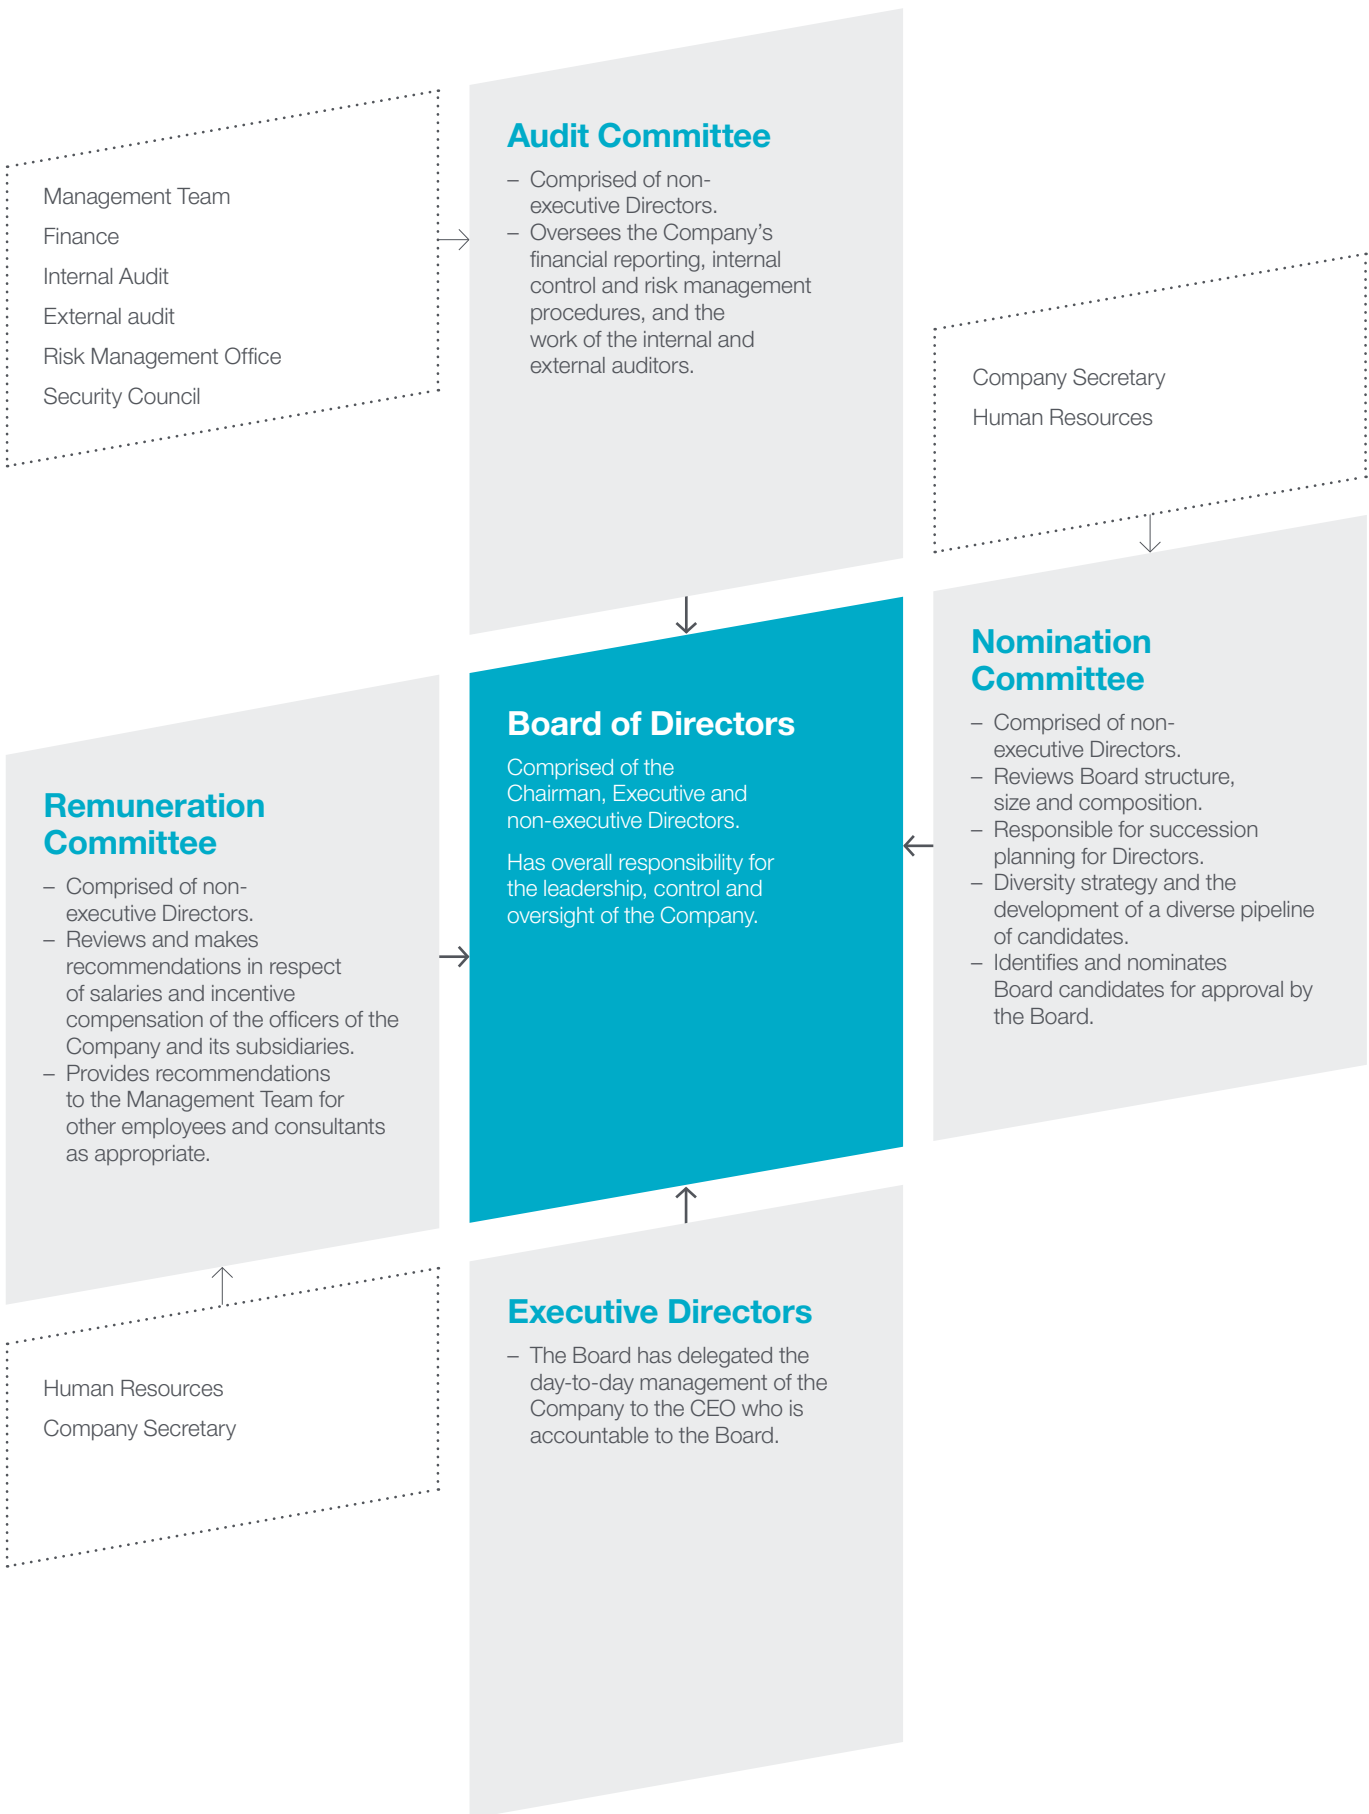 Management Team
Finance
Internal Audit
External audit
Risk Management Office
Security Council
Audit Committee
– Comprised of non-
executive Directors.
– Oversees the Company's
financial reporting, internal
control and risk management
procedures, and the
work of the internal and
external auditors.
Company Secretary
Human Resources
Nomination
Committee
– Comprised of non-
executive Directors.
– Reviews Board structure,
size and composition.
– Responsible for succession
planning for Directors.
– Diversity strategy and the
development of a diverse pipeline
of candidates.
– Identifies and nominates
Board candidates for approval by
the Board.
Board of Directors
Comprised of the
Chairman, Executive and
non-executive Directors.
Has overall responsibility for
the leadership, control and
oversight of the Company.
Remuneration
Committee
– Comprised of non-
executive Directors.
– Reviews and makes
recommendations in respect
of salaries and incentive
compensation of the officers of the
Company and its subsidiaries.
– Provides recommendations
to the Management Team for
other employees and consultants
as appropriate.
Human Resources
Company Secretary
Executive Directors
– The Board has delegated the
day-to-day management of the
Company to the CEO who is
accountable to the Board.